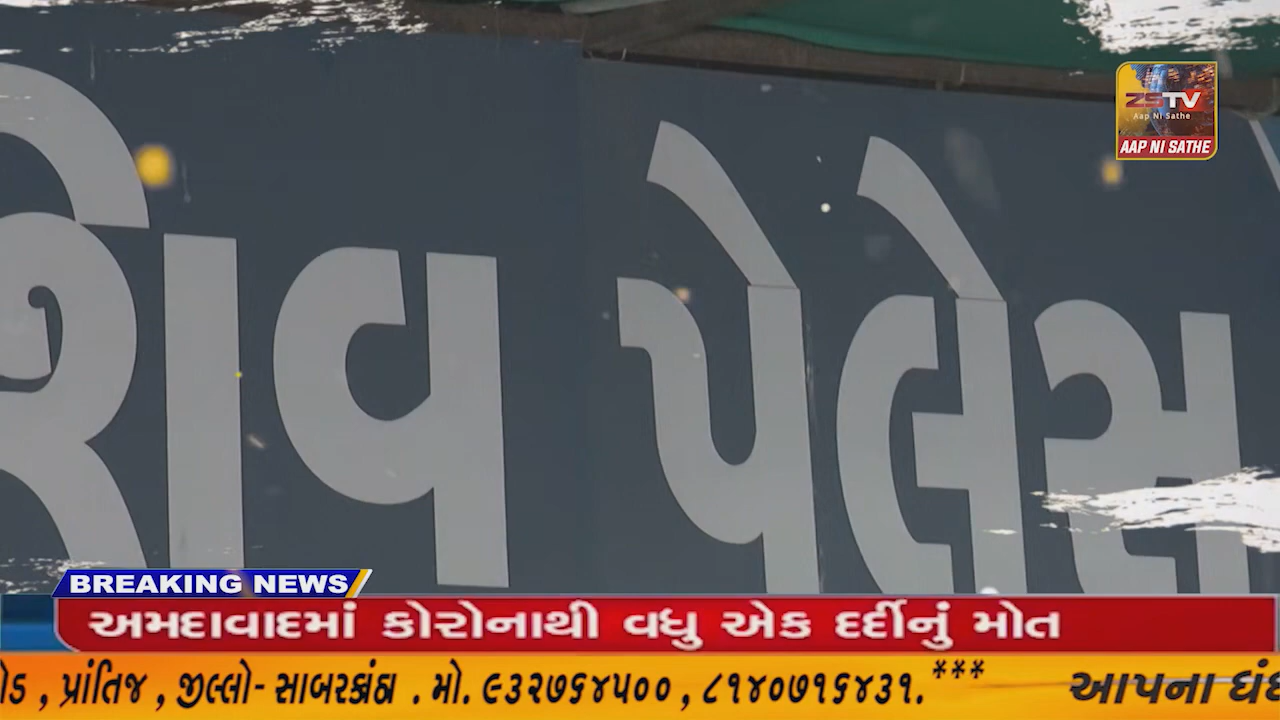 શિવ પેલેસ
ZSTV
Aap Ni Sathe
AAP NI SATHE
BREAKING NEWS
અમદાવાદમાં કોરોનાથી વધુ એક દર્દીનું મોત
, પ્રાંતિજ , જીલ્લો- સાબરકાંઠા . મો. ૯૩૨૭૬૪૫૦૦ , ૮૧૪૦૭૧૬૪૩૧.*** આપના